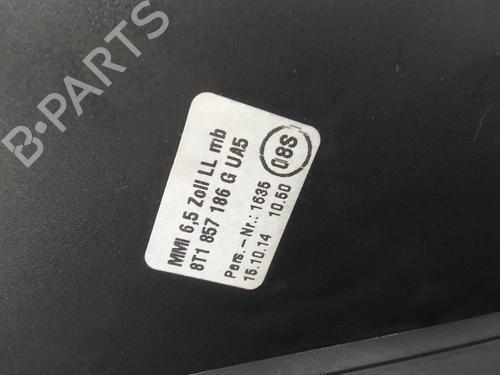 B-PARTS
MMI 6,5 Zoll LL mb
8T1 857 186 G UA5
Pers.-Nr.: 1635
15.10.14 10.50
08S